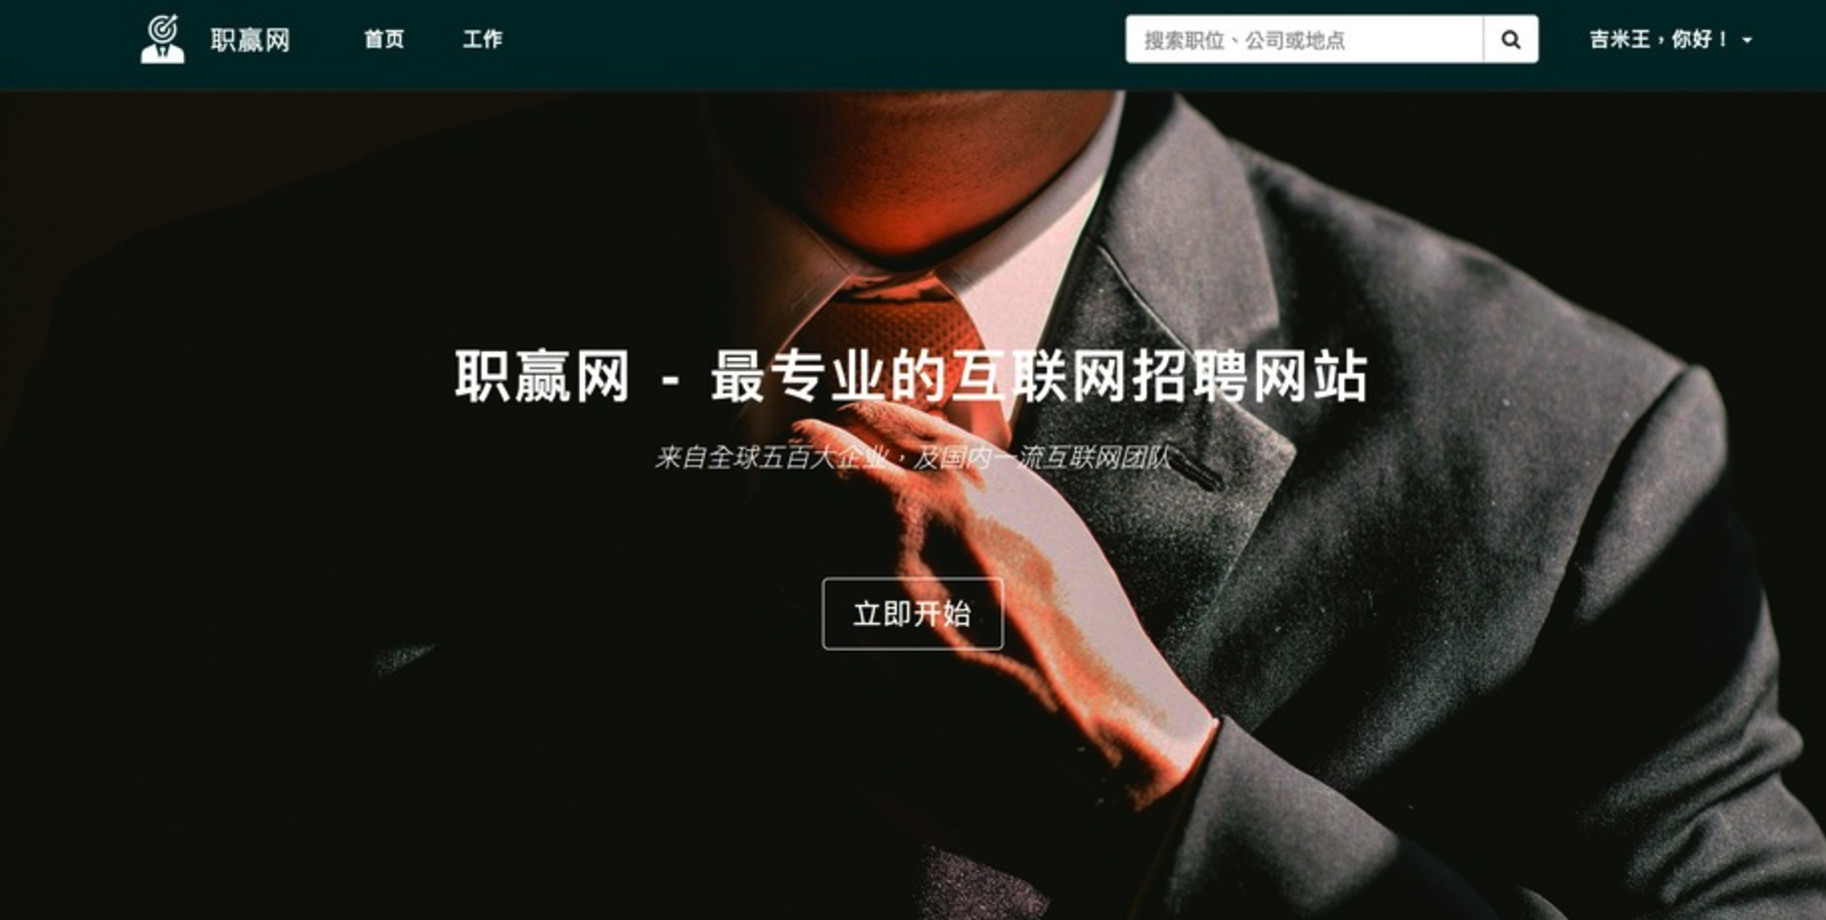 职赢网
首页
工作
搜索职位、公司或地点
吉米王，你好！
职赢网 - 最专业的互联网招聘网站
来自全球五百大企业，及国内一流互联网团队
立即开始